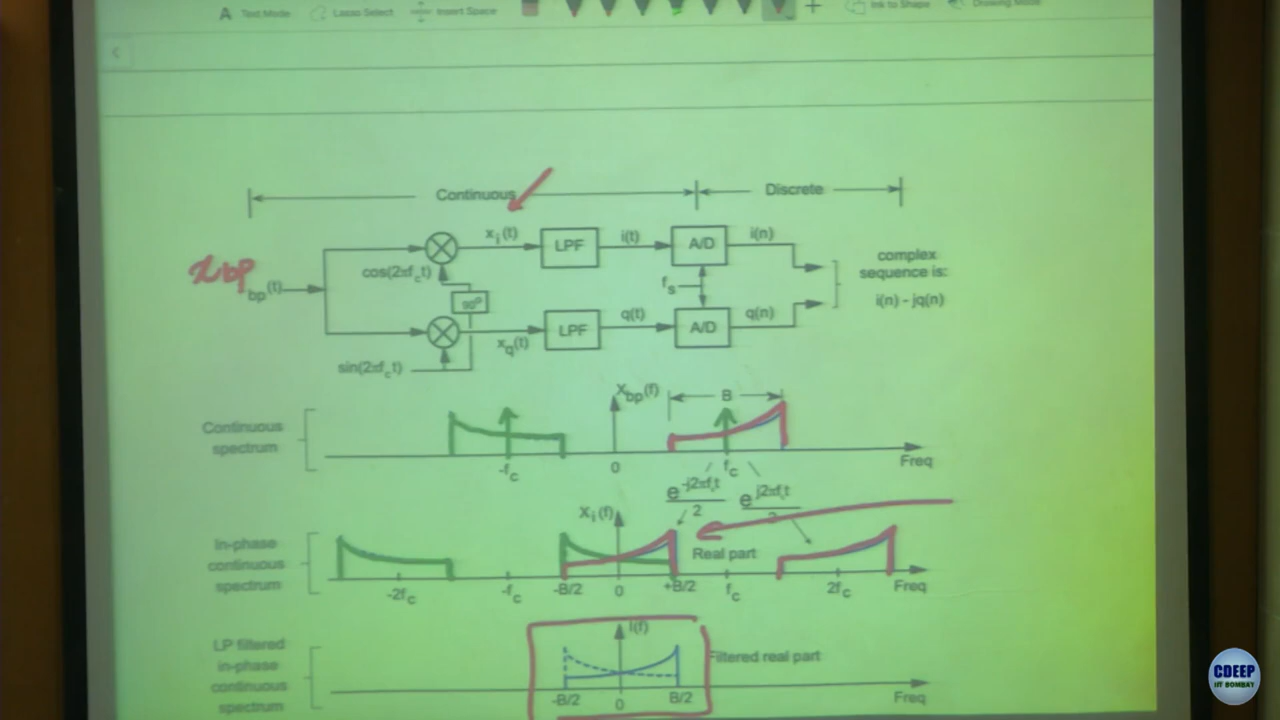 A Text Mode Lasso Select Insert Space Ink to Shape Drawing Mode
Continuous Discrete
x_i(t) LPF i(t) A/D i(n)
cos(2πf_ct)
x_bp
bp(t)
90°
f_s
complex
sequence is:
i(n) - jq(n)
x_q(t) LPF q(t) A/D q(n)
sin(2πf_ct)
Continuous
spectrum
X_bp(f) B
-f_c 0 f_c Freq
e^-j2πf_ct
2
e^j2πf_ct
In-phase
continuous
spectrum
X_i(f)
Real part
-2f_c -f_c -B/2 0 +B/2 f_c 2f_c Freq
LP filtered
in-phase
continuous
spectrum
I(f)
Filtered real part
-B/2 0 B/2 Freq
CDEEP
IIT BOMBAY